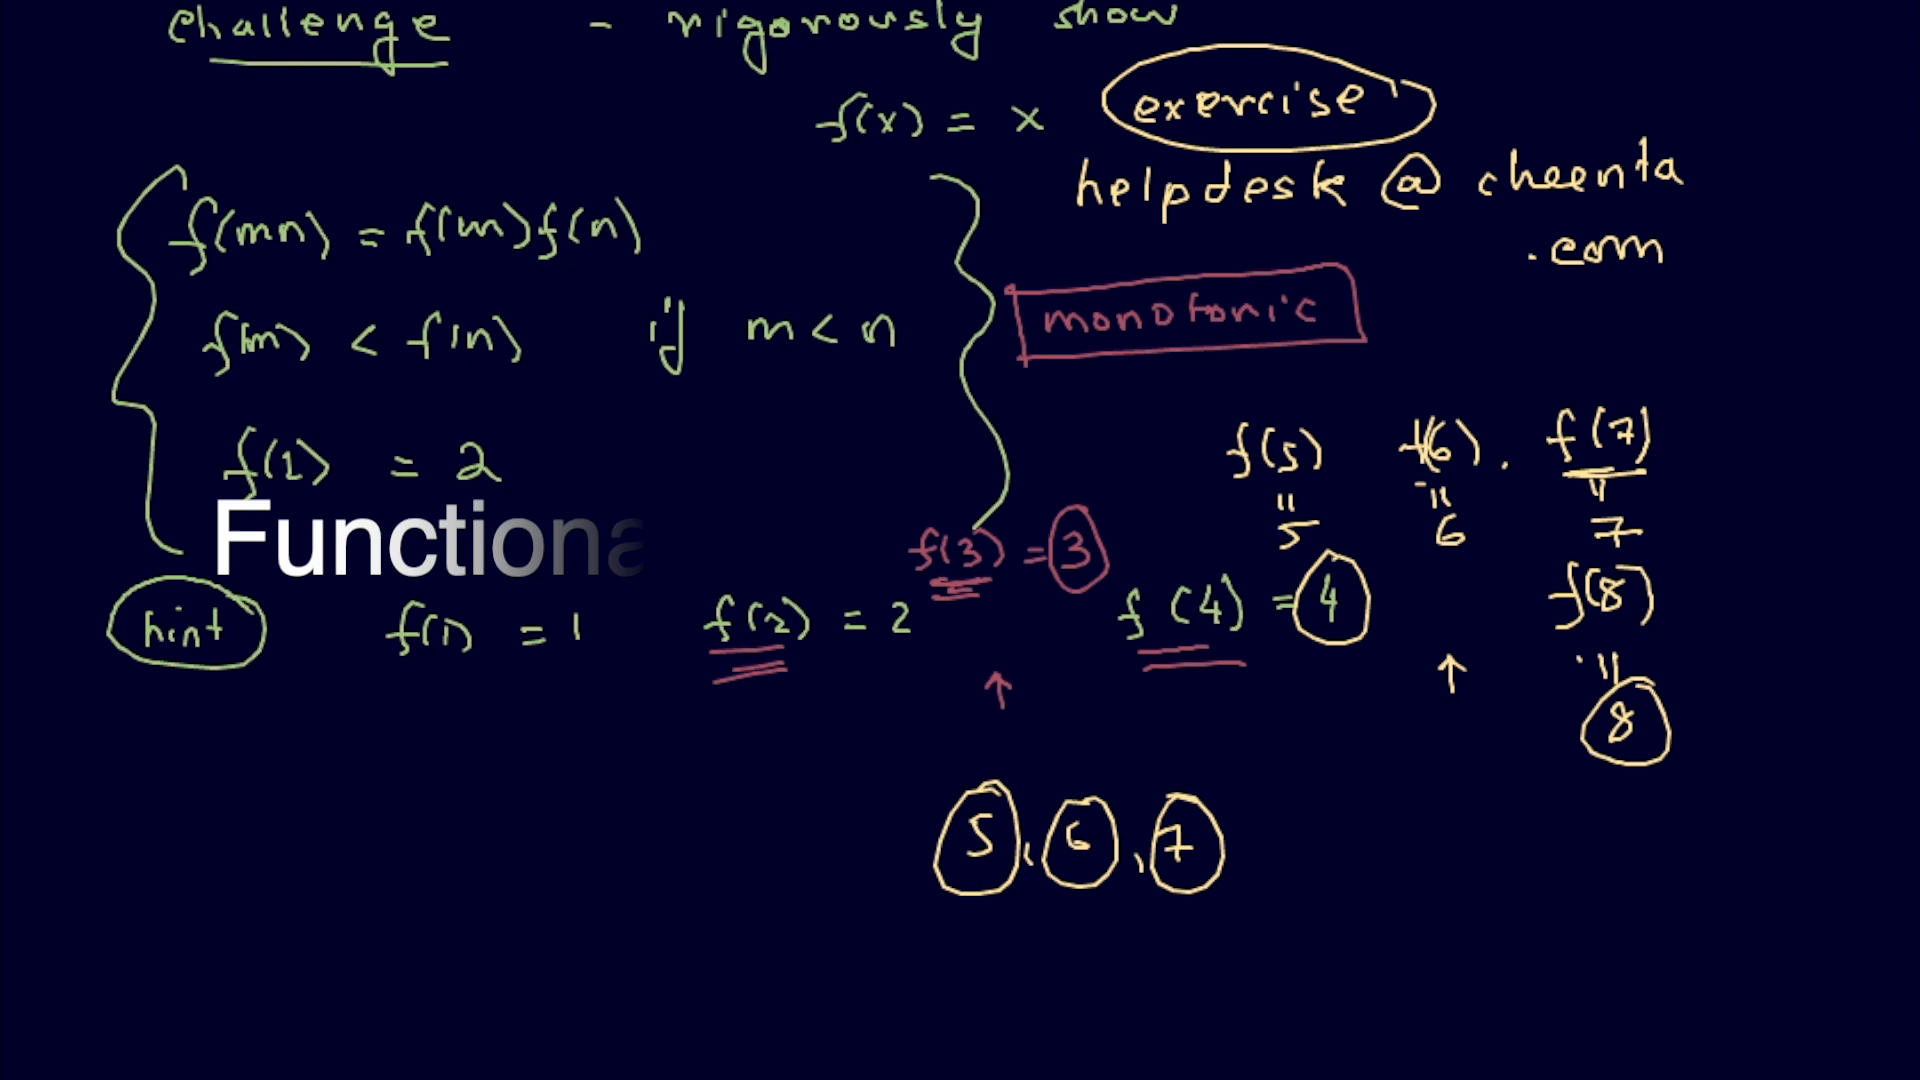 challenge - rigorously show
f(x) = x exercise
helpdesk @ cheenta
.com
f(mn) = f(m)f(n)
f(m) < f(n) if m < n
monotonic
f(2) = 2
Functiona
f(5) f(6) . f(7)
" " "
5 6 7
f(3) = 3
hint f(1) = 1 f(2) = 2 f(4) = 4
f(8)
"
8
5, 6, 7